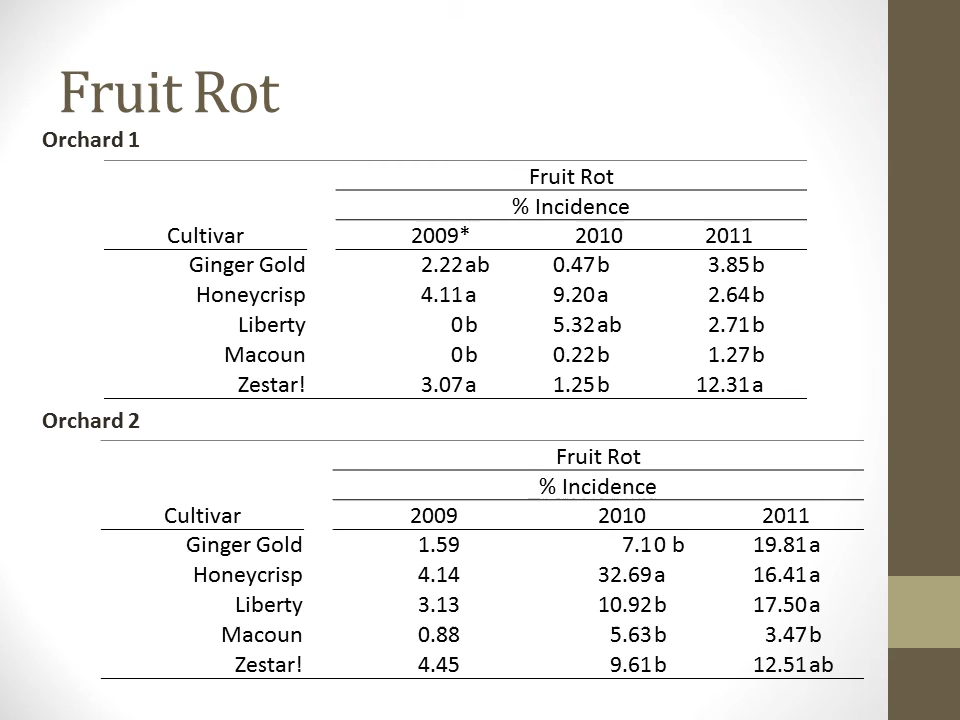 Fruit Rot
Orchard 1
Fruit Rot
% Incidence
Cultivar 2009* 2010 2011
Ginger Gold 2.22 ab 0.47 b 3.85 b
Honeycrisp 4.11 a 9.20 a 2.64 b
Liberty 0 b 5.32 ab 2.71 b
Macoun 0 b 0.22 b 1.27 b
Zestar! 3.07 a 1.25 b 12.31 a
Orchard 2
Fruit Rot
% Incidence
Cultivar 2009 2010 2011
Ginger Gold 1.59 7.10 b 19.81 a
Honeycrisp 4.14 32.69 a 16.41 a
Liberty 3.13 10.92 b 17.50 a
Macoun 0.88 5.63 b 3.47 b
Zestar! 4.45 9.61 b 12.51 ab